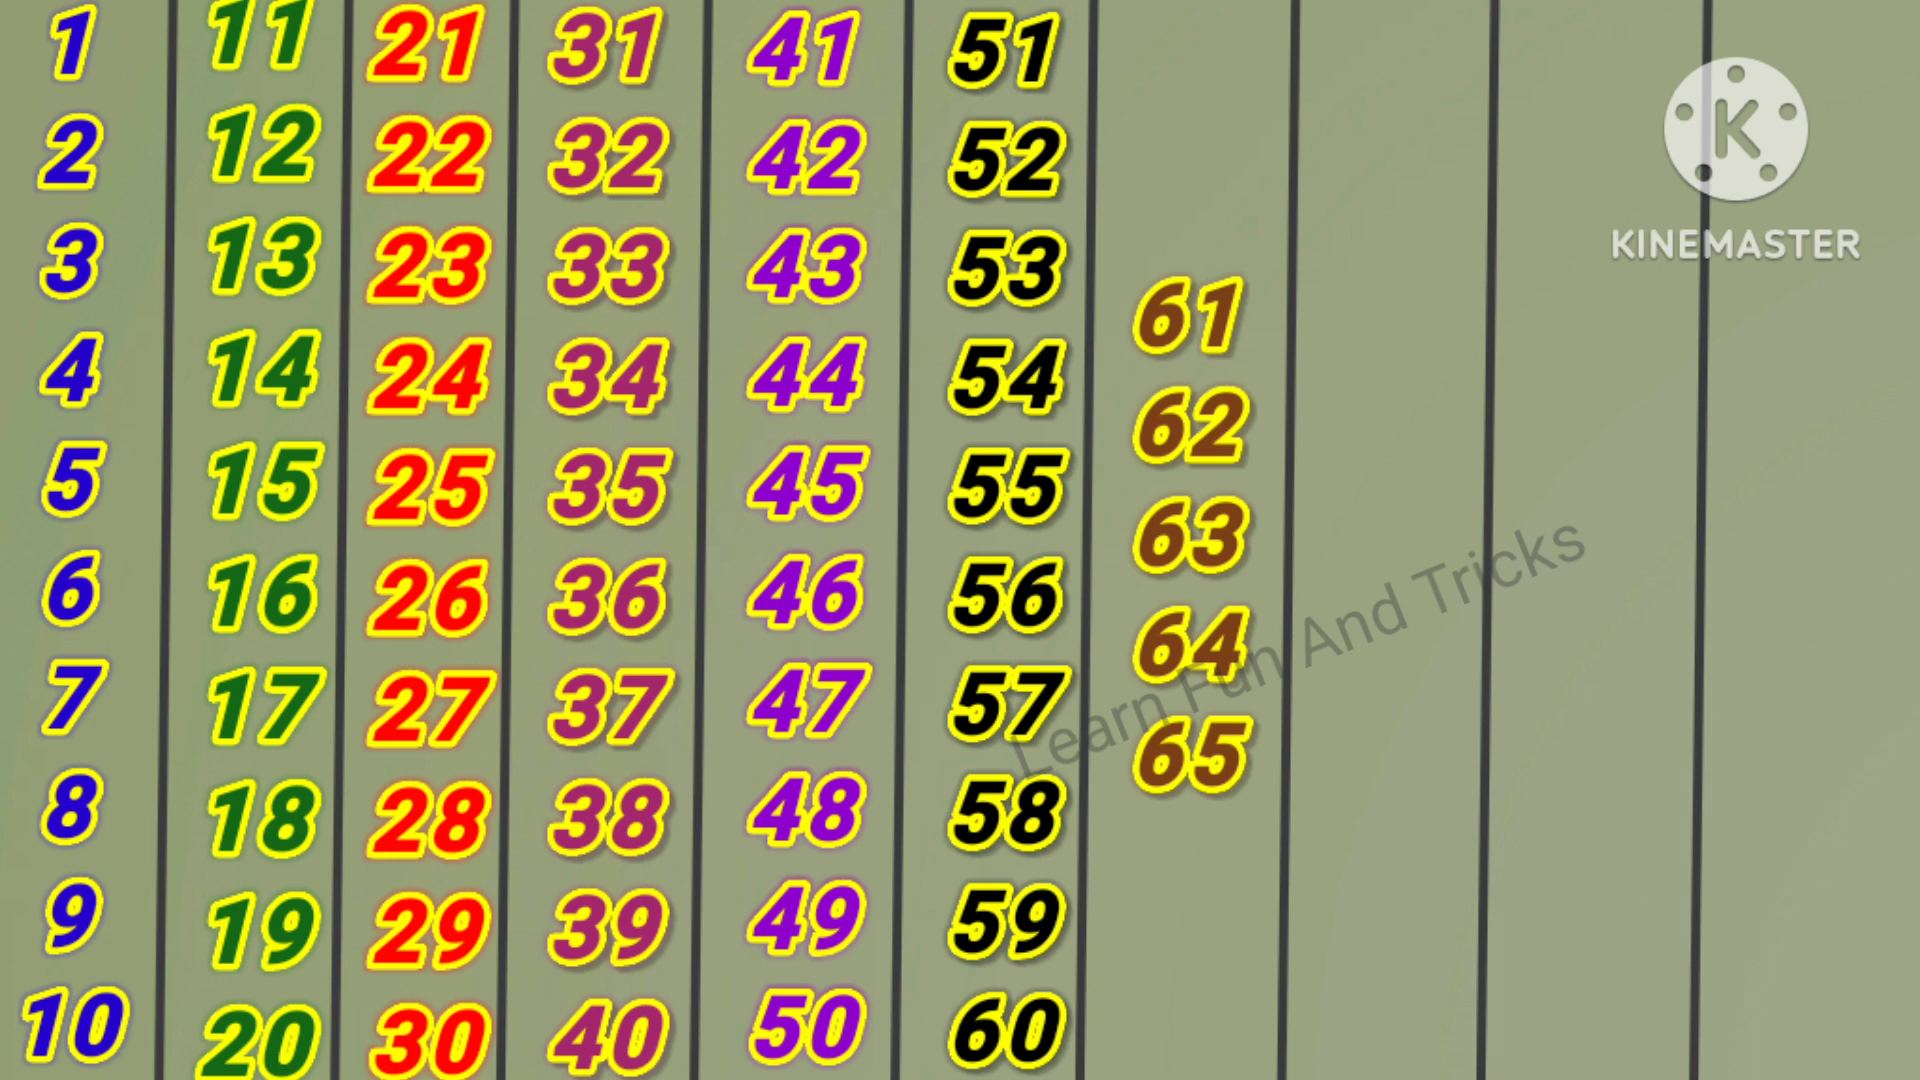 1 11 21 31 41 51
2 12 22 32 42 52
3 13 23 33 43 53
4 14 24 34 44 54
5 15 25 35 45 55
6 16 26 36 46 56
7 17 27 37 47 57
8 18 28 38 48 58
9 19 29 39 49 59
10 20 30 40 50 60
61
62
63
64
65
K
KINEMASTER
Learn Fun And Tricks